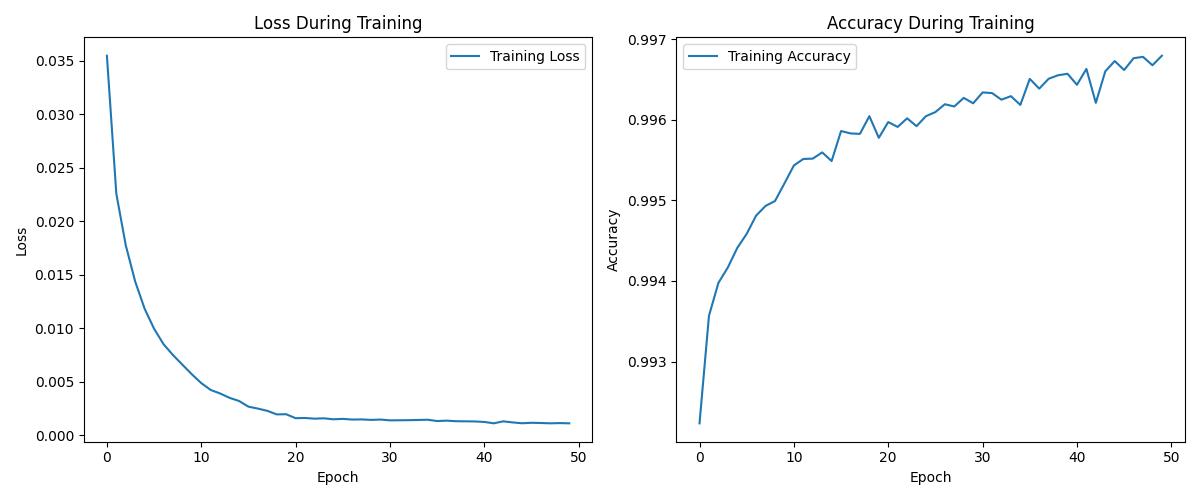 Loss During Training
Training Loss
0.035
0.030
0.025
0.020
0.015
0.010
0.005
0.000
Loss
0 10 20 30 40 50
Epoch
Accuracy During Training
Training Accuracy
0.997
0.996
0.995
0.994
0.993
Accuracy
0 10 20 30 40 50
Epoch